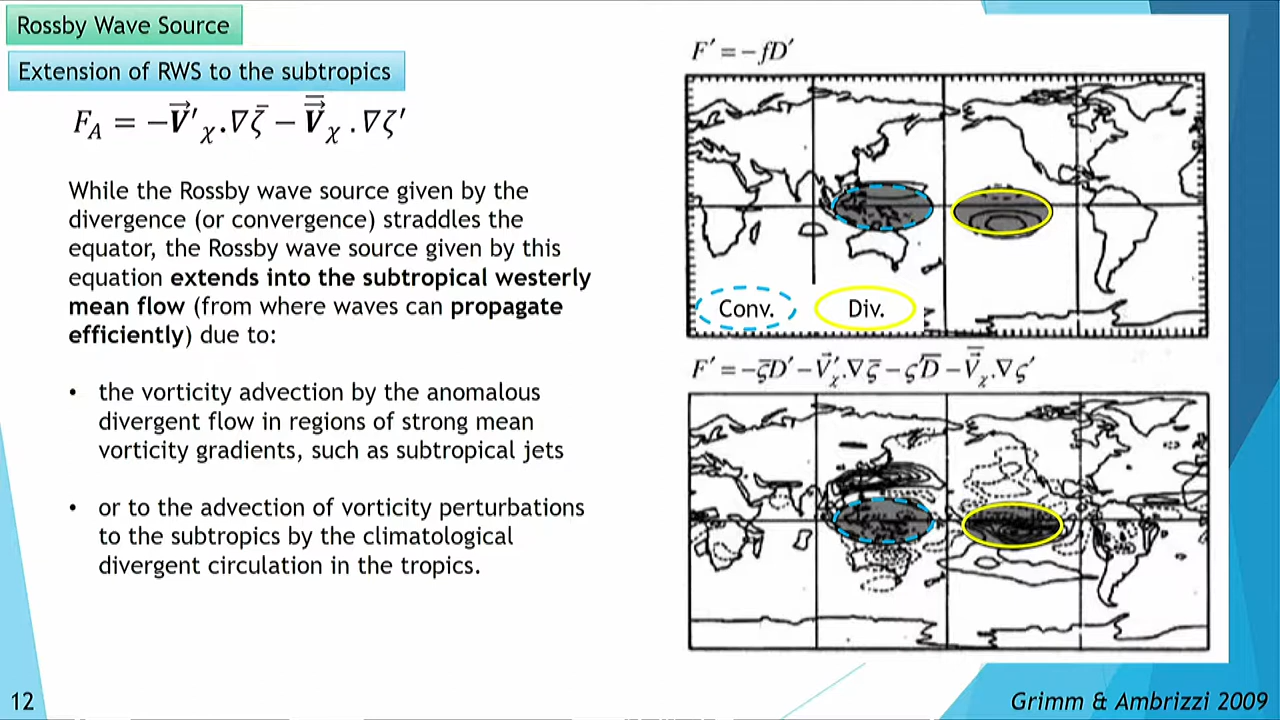 Rossby Wave Source
Extension of RWS to the subtropics
F_A = −V⃗′_χ.∇ζ̄ − V̄⃗_χ.∇ζ′
While the Rossby wave source given by the
divergence (or convergence) straddles the
equator, the Rossby wave source given by this
equation extends into the subtropical westerly
mean flow (from where waves can propagate
efficiently) due to:
• the vorticity advection by the anomalous
divergent flow in regions of strong mean
vorticity gradients, such as subtropical jets
• or to the advection of vorticity perturbations
to the subtropics by the climatological
divergent circulation in the tropics.
F′ = −fD′
Conv.
Div.
F′ = −ζ̄D′ − V⃗′_χ.∇ζ̄ − ζ′D̄ − V̄⃗_χ.∇ζ′
12
Grimm & Ambrizzi 2009